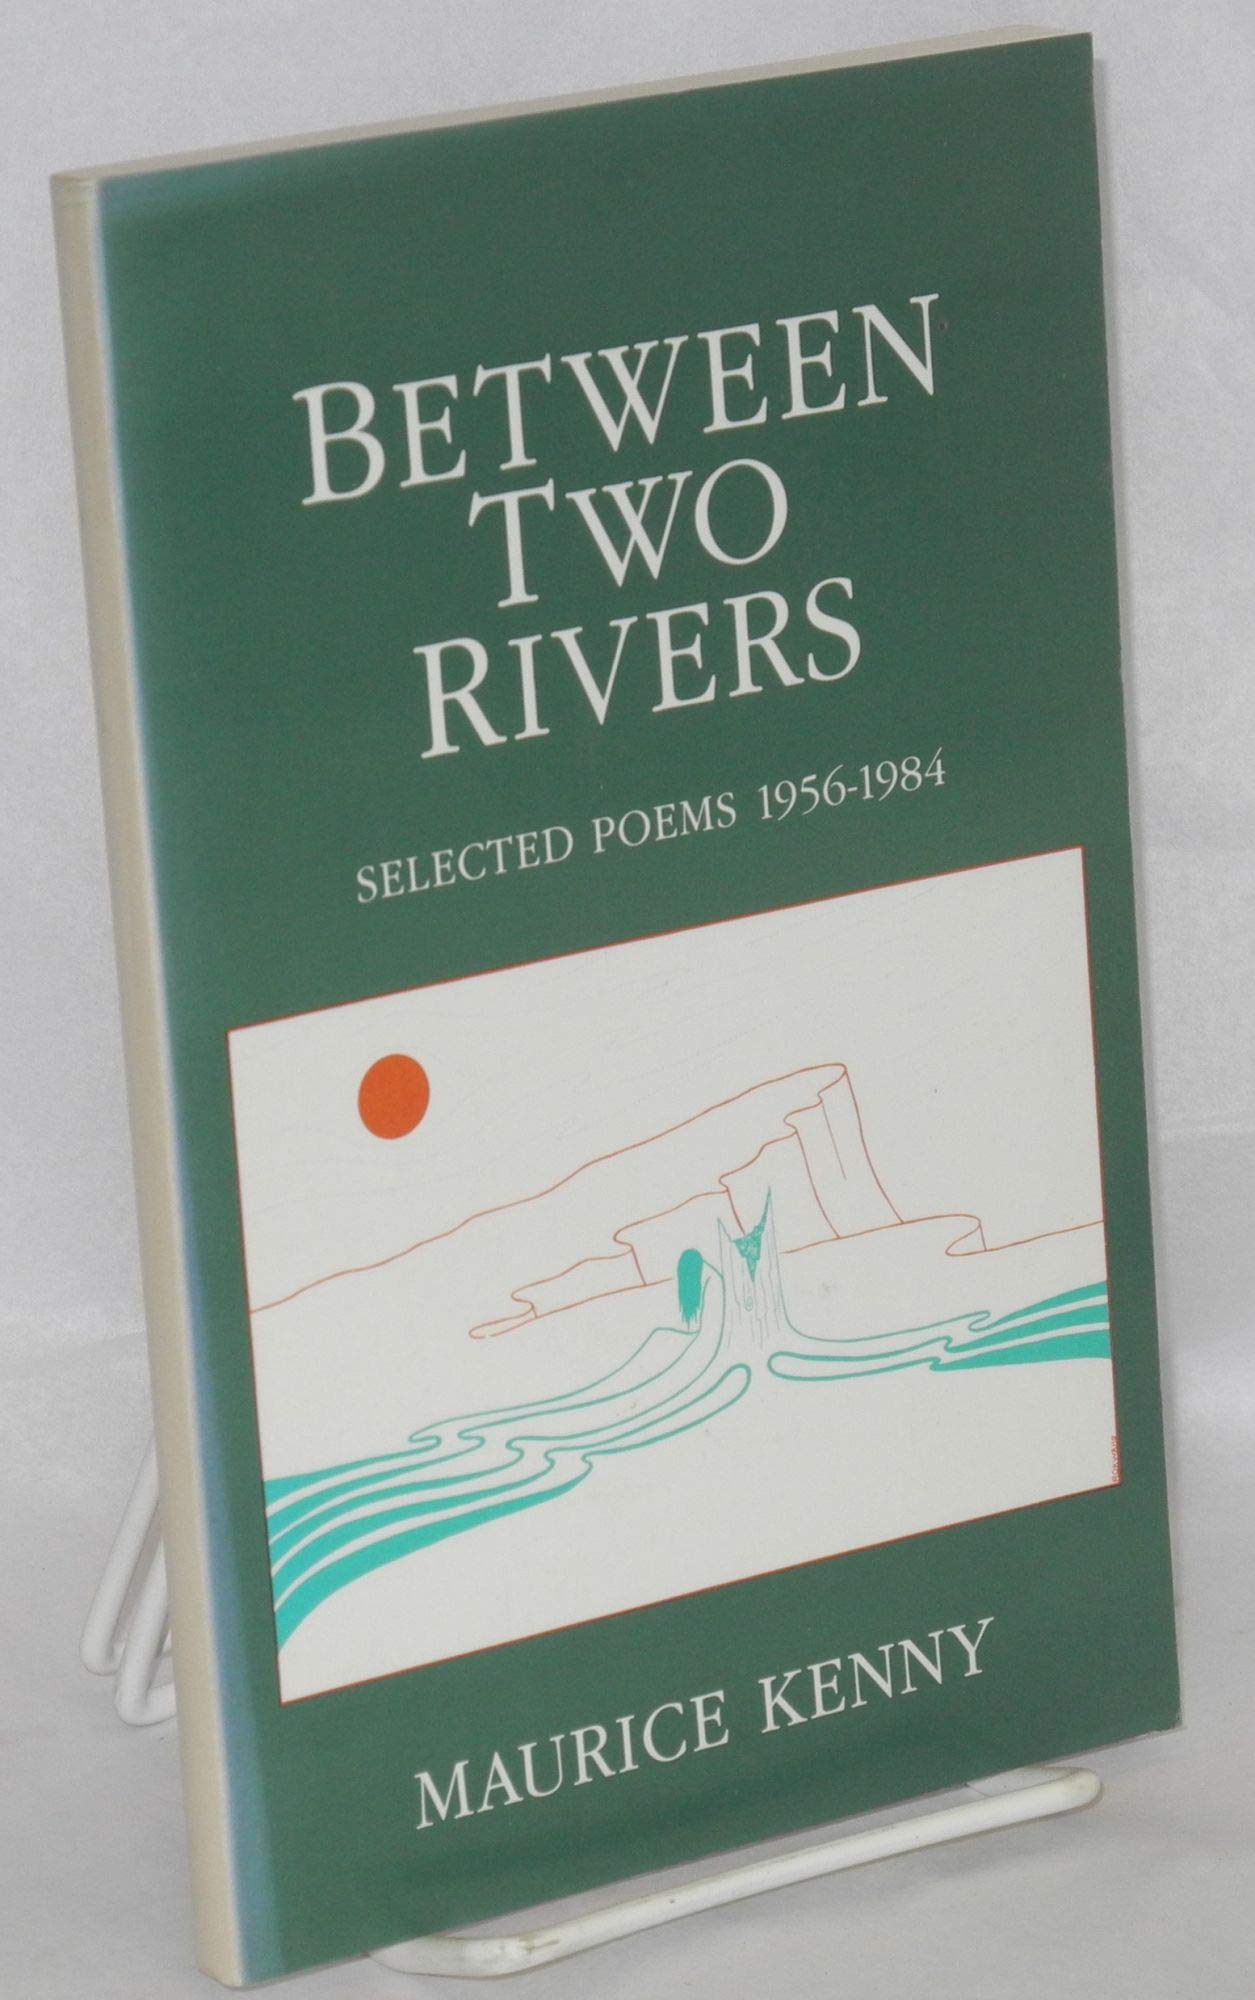 BETWEEN
TWO
RIVERS
SELECTED POEMS 1956-1984
MAURICE KENNY